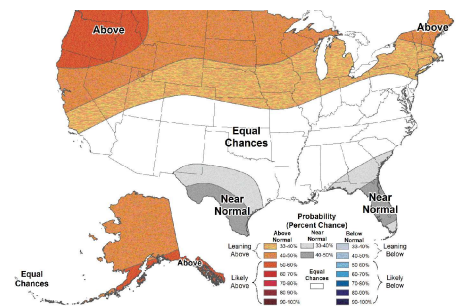 Above
Above
Equal
Chances
Near
Normal
Near
Normal
Above
Equal
Chances
Probability
(Percent Chance)
Above
Normal
Near
Normal
Below
Normal
Leaning
Above
33-40%
40-50%
33-40%
40-50%
33-40%
40-50%
Leaning
Below
Likely
Above
50-60%
60-70%
70-80%
80-90%
90-100%
Equal
Chances
50-60%
60-70%
70-80%
80-90%
90-100%
Likely
Below